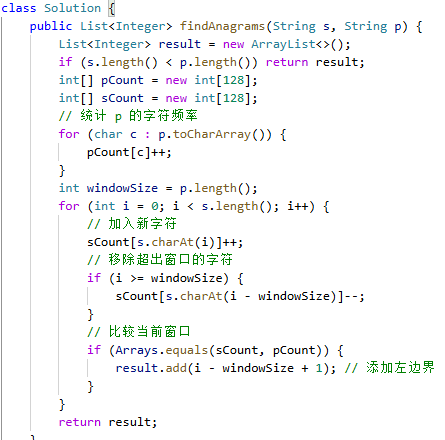 class Solution {
    public List<Integer> findAnagrams(String s, String p) {
        List<Integer> result = new ArrayList<>();
        if (s.length() < p.length()) return result;
        int[] pCount = new int[128];
        int[] sCount = new int[128];
        // 统计 p 的字符频率
        for (char c : p.toCharArray()) {
            pCount[c]++;
        }
        int windowSize = p.length();
        for (int i = 0; i < s.length(); i++) {
            // 加入新字符
            sCount[s.charAt(i)]++;
            // 移除超出窗口的字符
            if (i >= windowSize) {
                sCount[s.charAt(i - windowSize)]--;
            }
            // 比较当前窗口
            if (Arrays.equals(sCount, pCount)) {
                result.add(i - windowSize + 1); // 添加左边界
            }
        }
        return result;
    }